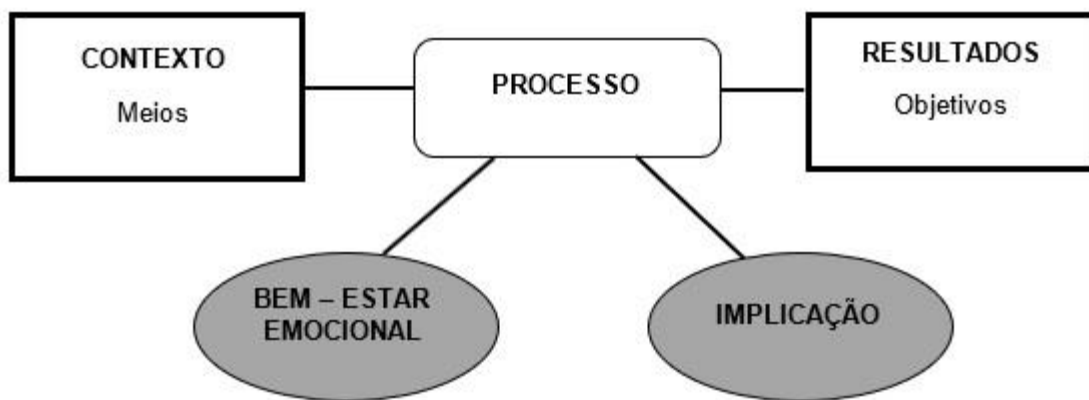 CONTEXTO
Meios
PROCESSO
RESULTADOS
Objetivos
BEM – ESTAR
EMOCIONAL
IMPLICAÇÃO